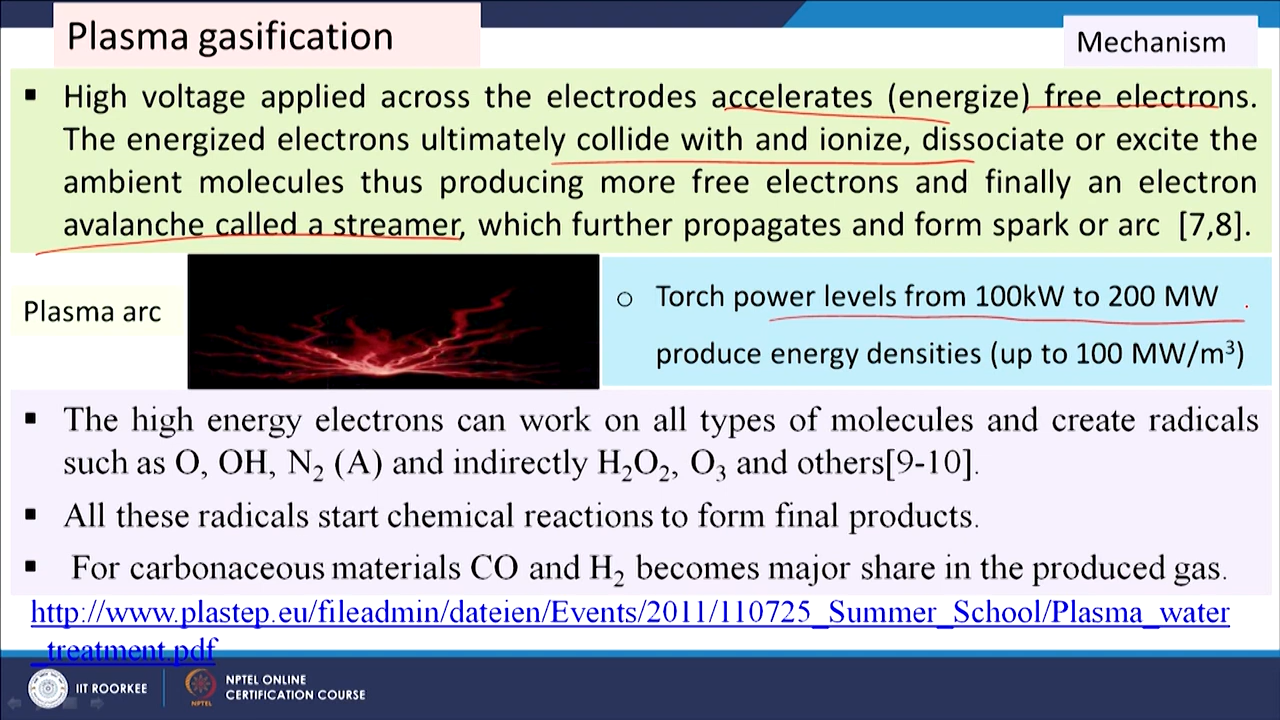 Plasma gasification
Mechanism
▪ High voltage applied across the electrodes accelerates (energize) free electrons.
The energized electrons ultimately collide with and ionize, dissociate or excite the
ambient molecules thus producing more free electrons and finally an electron
avalanche called a streamer, which further propagates and form spark or arc [7,8].
Plasma arc
○ Torch power levels from 100kW to 200 MW
produce energy densities (up to 100 MW/m³)
▪ The high energy electrons can work on all types of molecules and create radicals
such as O, OH, N₂ (A) and indirectly H₂O₂, O₃ and others[9-10].
▪ All these radicals start chemical reactions to form final products.
▪ For carbonaceous materials CO and H₂ becomes major share in the produced gas.
http://www.plastep.eu/fileadmin/dateien/Events/2011/110725_Summer_School/Plasma_water
_treatment.pdf
IIT ROORKEE
NPTEL ONLINE
CERTIFICATION COURSE
NPTEL